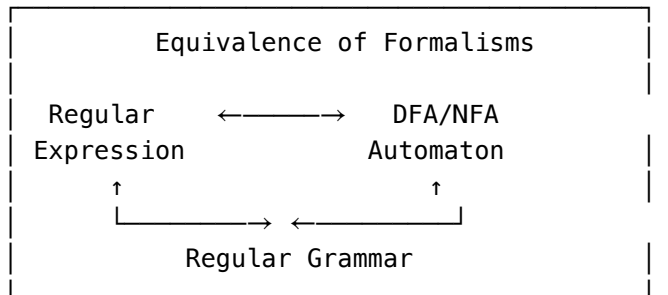 Equivalence of Formalisms
Regular ←────→ DFA/NFA
Expression Automaton
↑ ↑
└────────→ ←─────────┘
Regular Grammar